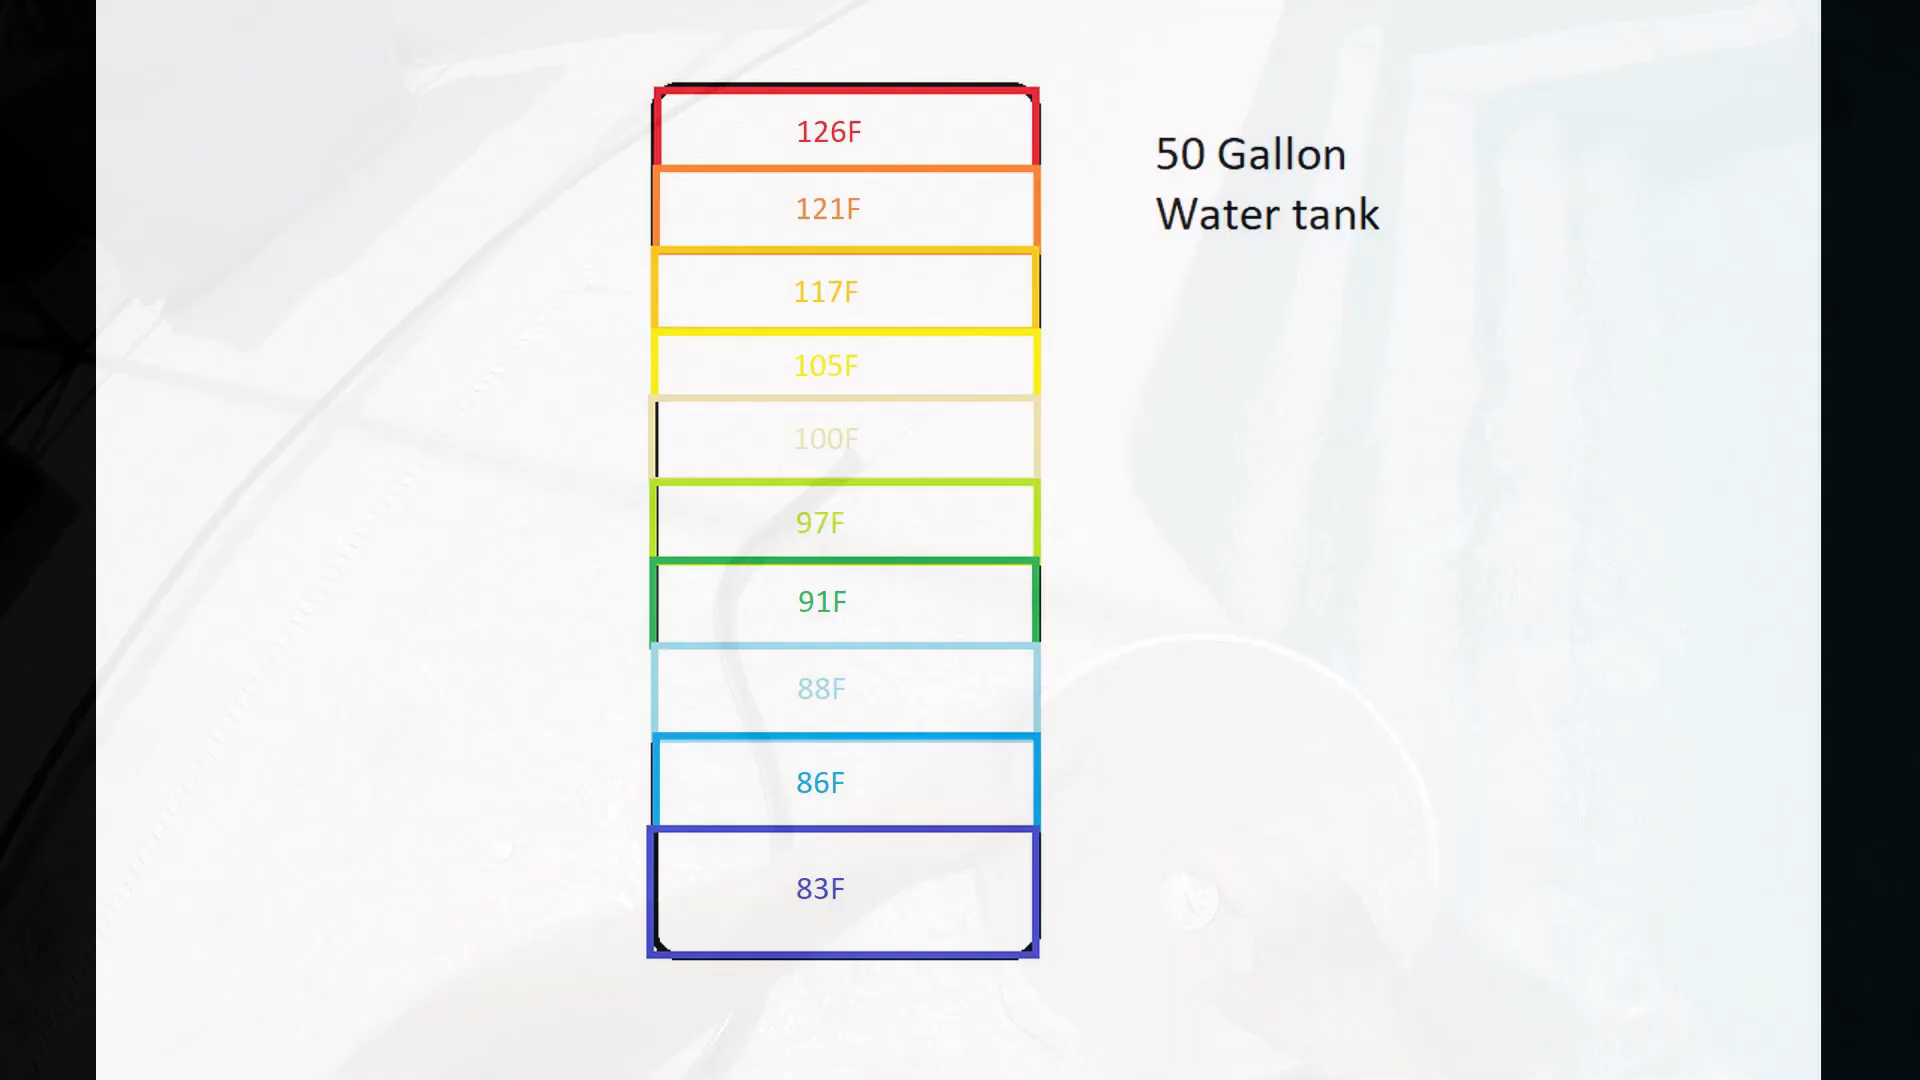 126F
50 Gallon
Water tank
121F
117F
105F
100F
97F
91F
88F
86F
83F